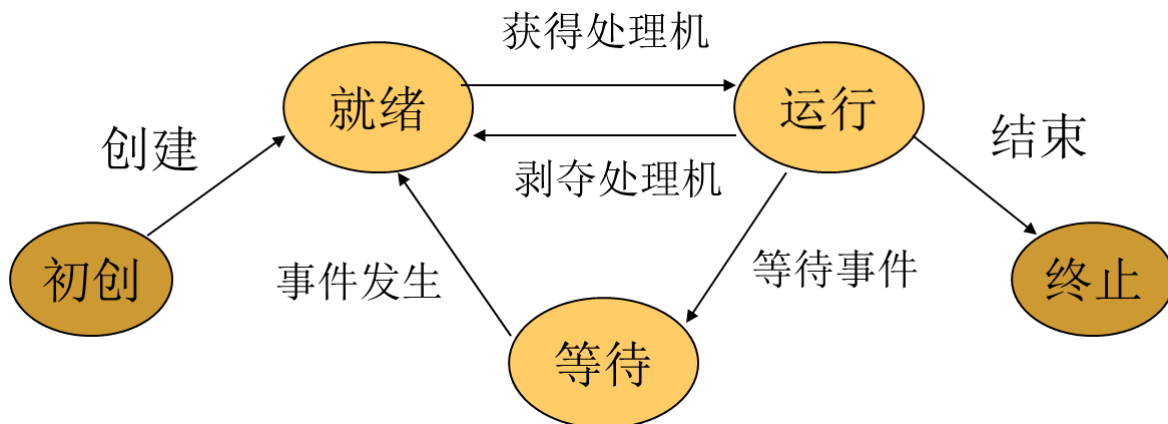 获得处理机
就绪
运行
创建
结束
剥夺处理机
初创
事件发生
等待事件
终止
等待